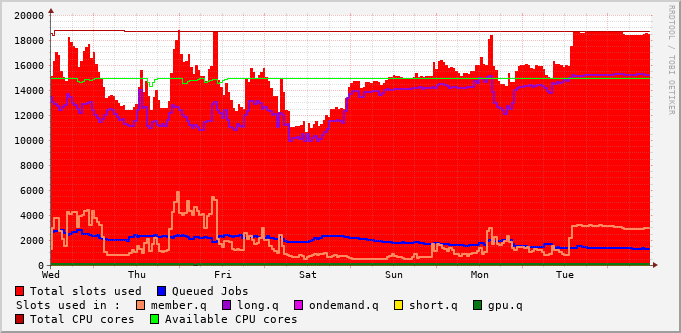 20000
18000
16000
14000
12000
10000
8000
6000
4000
2000
0
Wed Thu Fri Sat Sun Mon Tue
RRDTOOL / TOBI OETIKER
Total slots used Queued Jobs
Slots used in : member.q long.q ondemand.q short.q gpu.q
Total CPU cores Available CPU cores